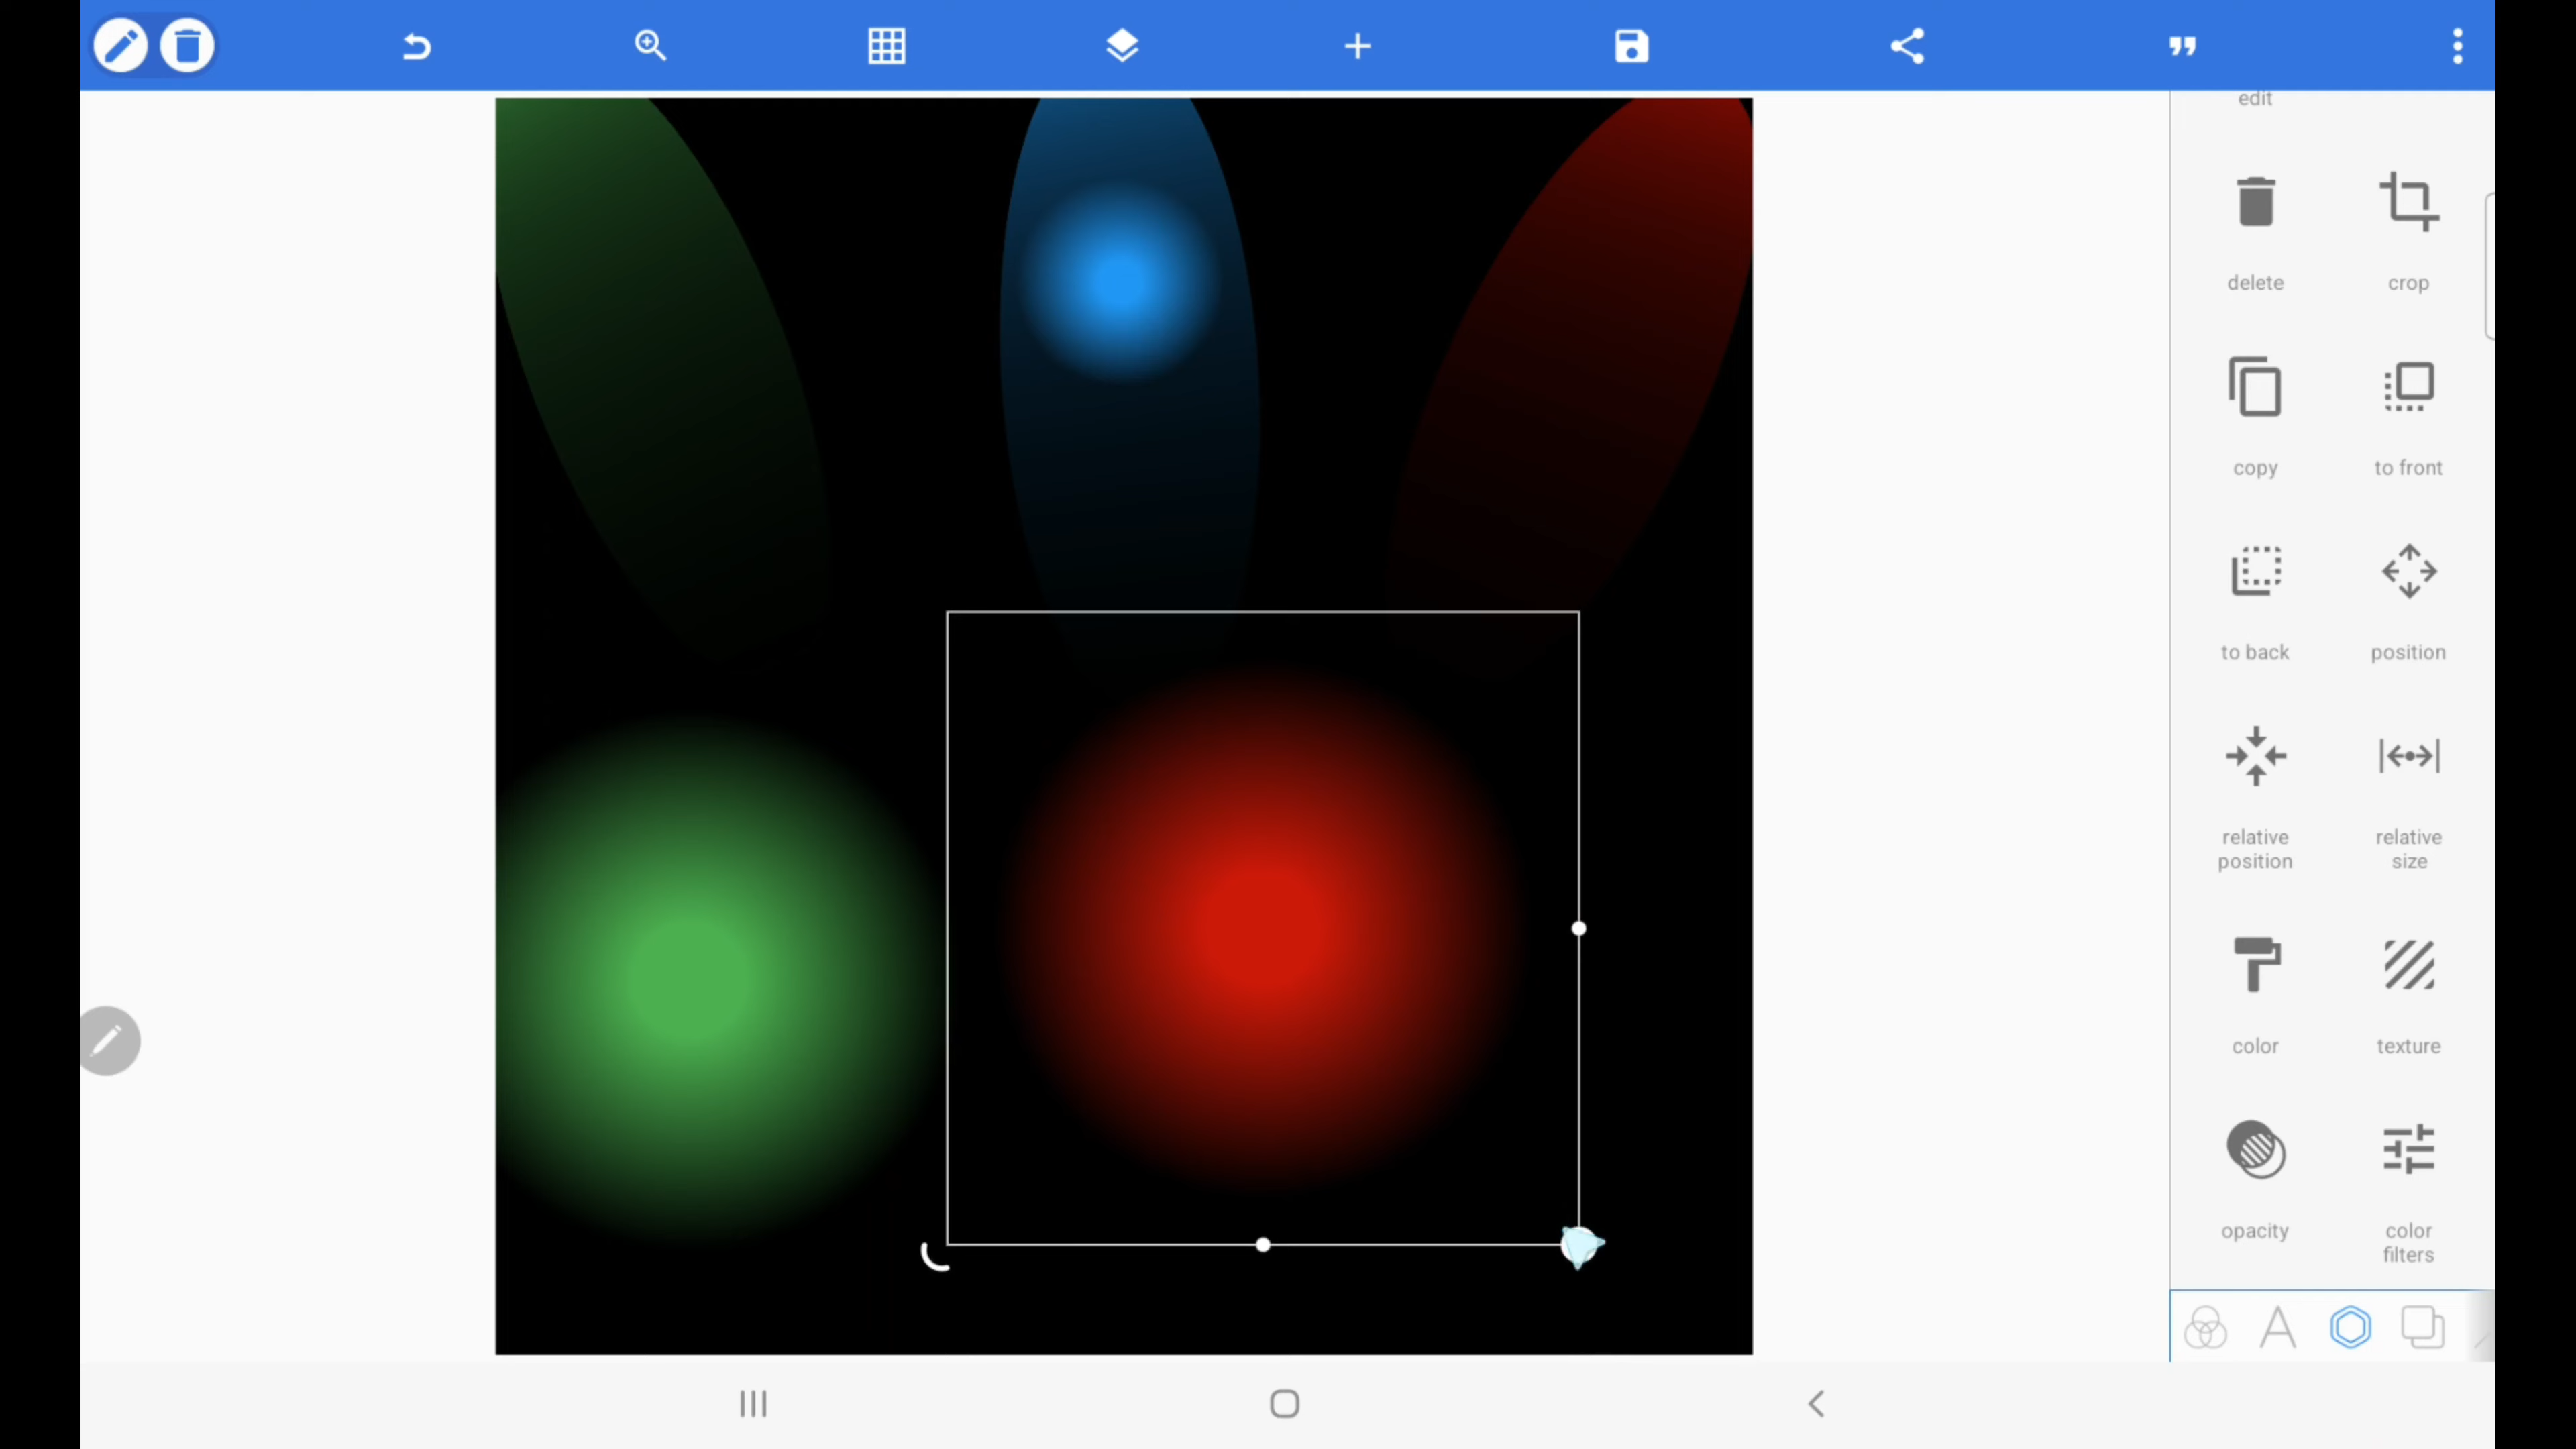 edit
delete
crop
copy
to front
to back
position
relative
position
relative
size
color
texture
opacity
color
filters